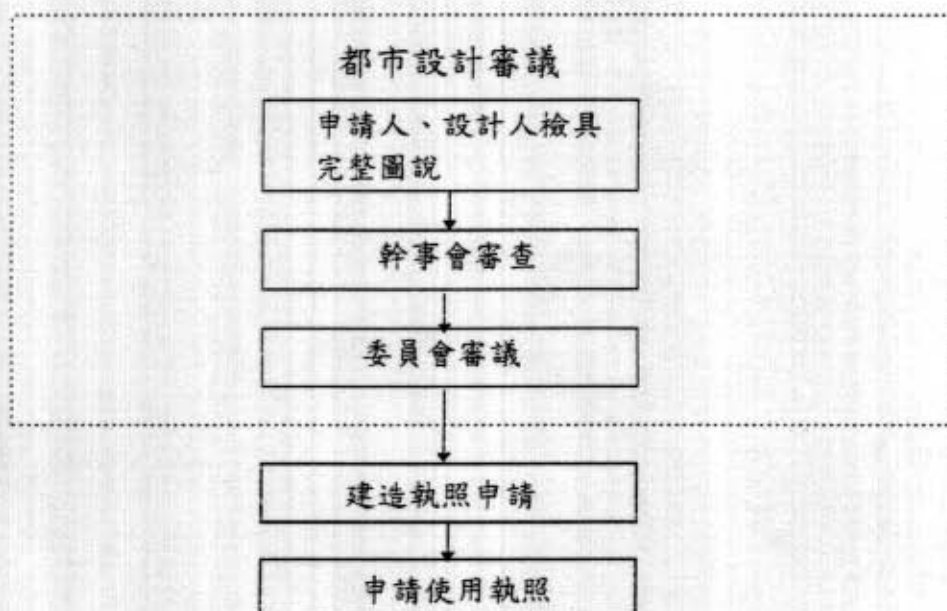 都市設計審議
申請人、設計人檢具
完整圖說
幹事會審查
委員會審議
建造執照申請
申請使用執照